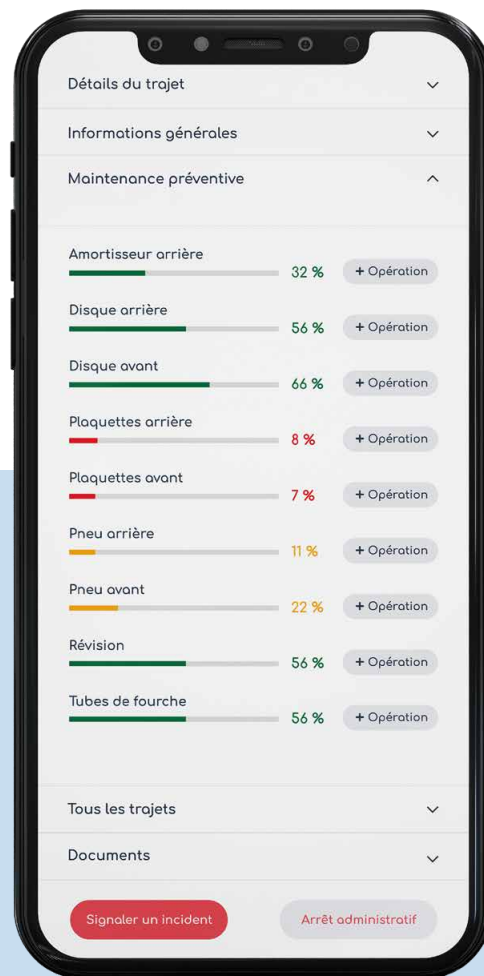 Détails du trajet
Informations générales
Maintenance préventive
Amortisseur arrière
32 % + Opération
Disque arrière
56 % + Opération
Disque avant
66 % + Opération
Plaquettes arrière
8 % + Opération
Plaquettes avant
7 % + Opération
Pneu arrière
11 % + Opération
Pneu avant
22 % + Opération
Révision
56 % + Opération
Tubes de fourche
56 % + Opération
Tous les trajets
Documents
Signaler un incident Arrêt administratif